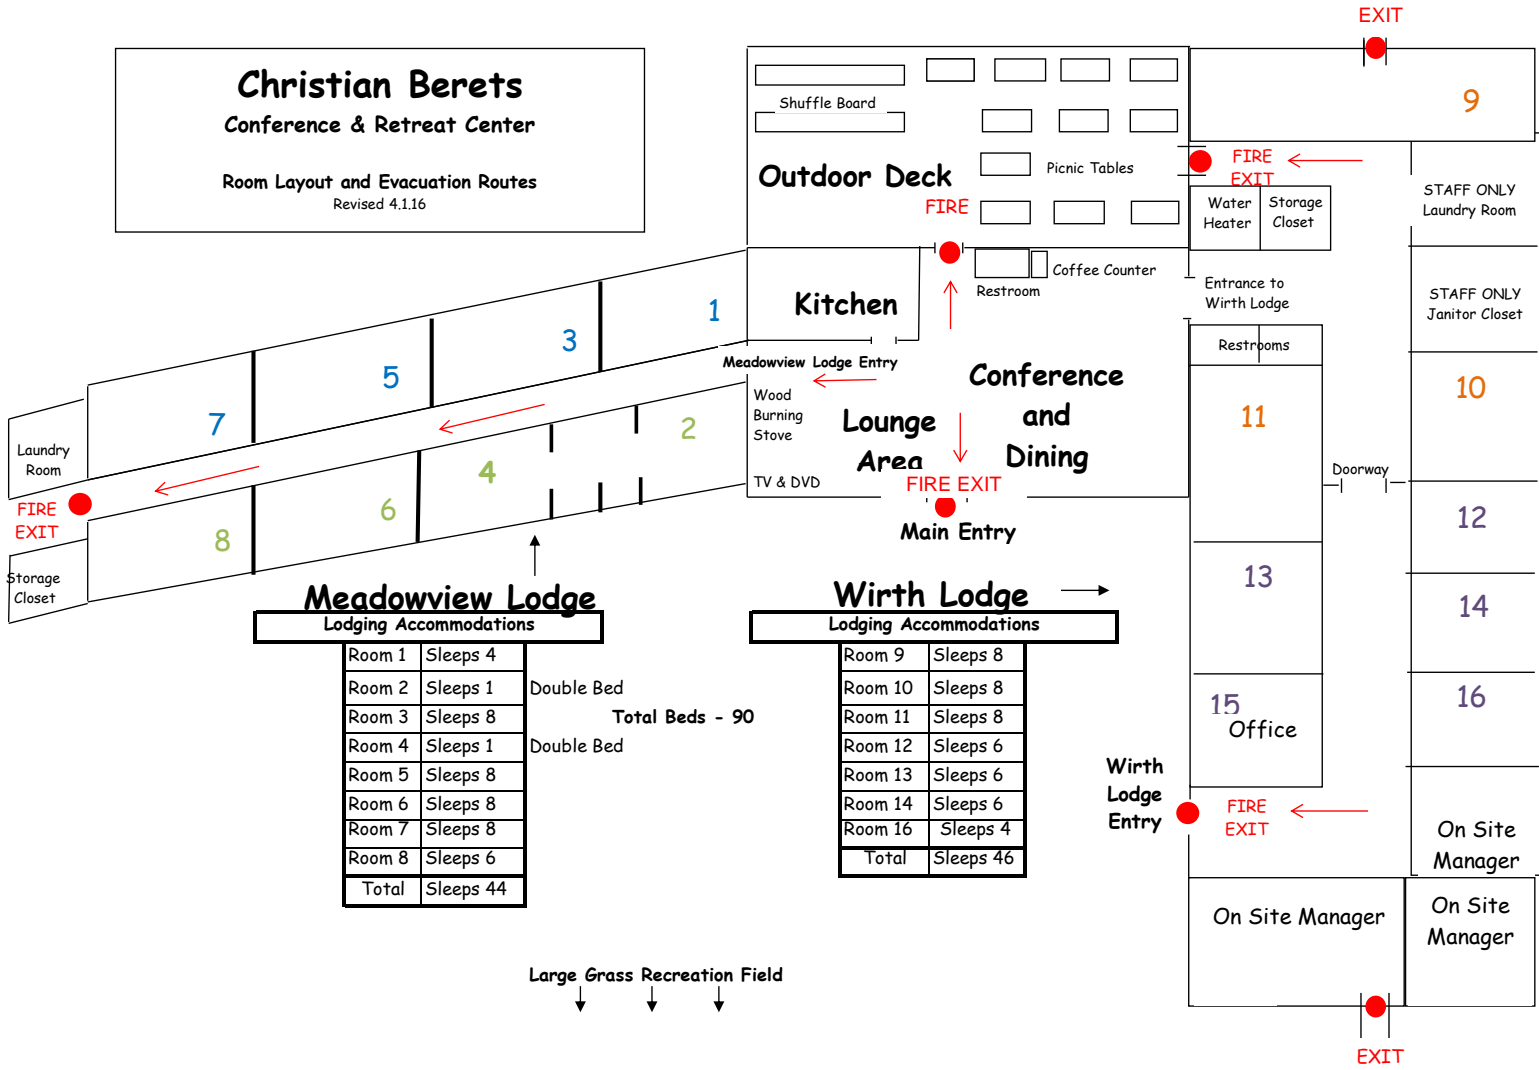 EXIT
Christian Berets
Conference & Retreat Center
Room Layout and Evacuation Routes
Revised 4.1.16
Shuffle Board
Outdoor Deck
Picnic Tables
FIRE
9
FIRE
EXIT
STAFF ONLY
Laundry Room
Water
Heater
Storage
Closet
Kitchen
Restroom
Coffee Counter
Entrance to
Wirth Lodge
STAFF ONLY
Janitor Closet
Restrooms
1
3
5
7
Meadowview Lodge Entry
Wood
Burning
Stove
TV & DVD
Lounge
Area
Conference
and
Dining
FIRE EXIT
Main Entry
2
4
6
8
Laundry
Room
FIRE
EXIT
Storage
Closet
10
11
Doorway
12
13
14
15
Office
16
Meadowview Lodge
Lodging Accommodations
Room 1 Sleeps 4
Room 2 Sleeps 1 Double Bed
Room 3 Sleeps 8
Room 4 Sleeps 1 Double Bed
Room 5 Sleeps 8
Room 6 Sleeps 8
Room 7 Sleeps 8
Room 8 Sleeps 6
Total Sleeps 44
Total Beds - 90
Wirth Lodge
Lodging Accommodations
Room 9 Sleeps 8
Room 10 Sleeps 8
Room 11 Sleeps 8
Room 12 Sleeps 6
Room 13 Sleeps 6
Room 14 Sleeps 6
Room 16 Sleeps 4
Total Sleeps 46
Wirth
Lodge
Entry
FIRE
EXIT
On Site
Manager
On Site Manager
On Site
Manager
Large Grass Recreation Field
EXIT